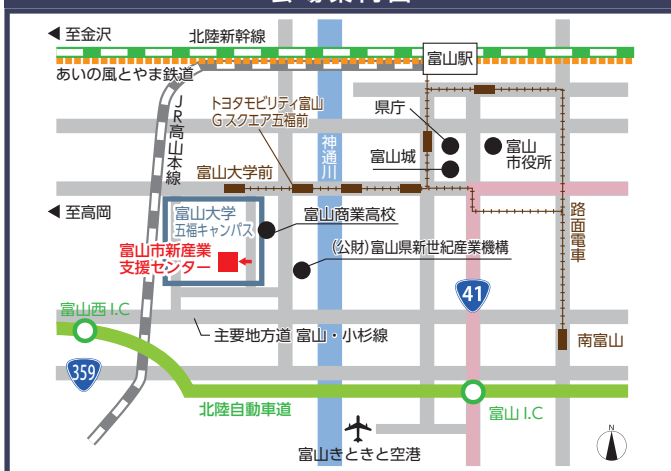 ◀ 至金沢
北陸新幹線
富山駅
あいの風とやま鉄道
JR高山本線
トヨタモビリティ富山
Gスクエア五福前
神通川
県庁
富山城
富山
市役所
富山大学前
◀ 至高岡
富山大学
五福キャンパス
富山商業高校
路面電車
富山市新産業
支援センター
(公財)富山県新世紀産業機構
41
富山西 I.C
主要地方道 富山・小杉線
南富山
359
北陸自動車道
富山 I.C
富山きときと空港
N